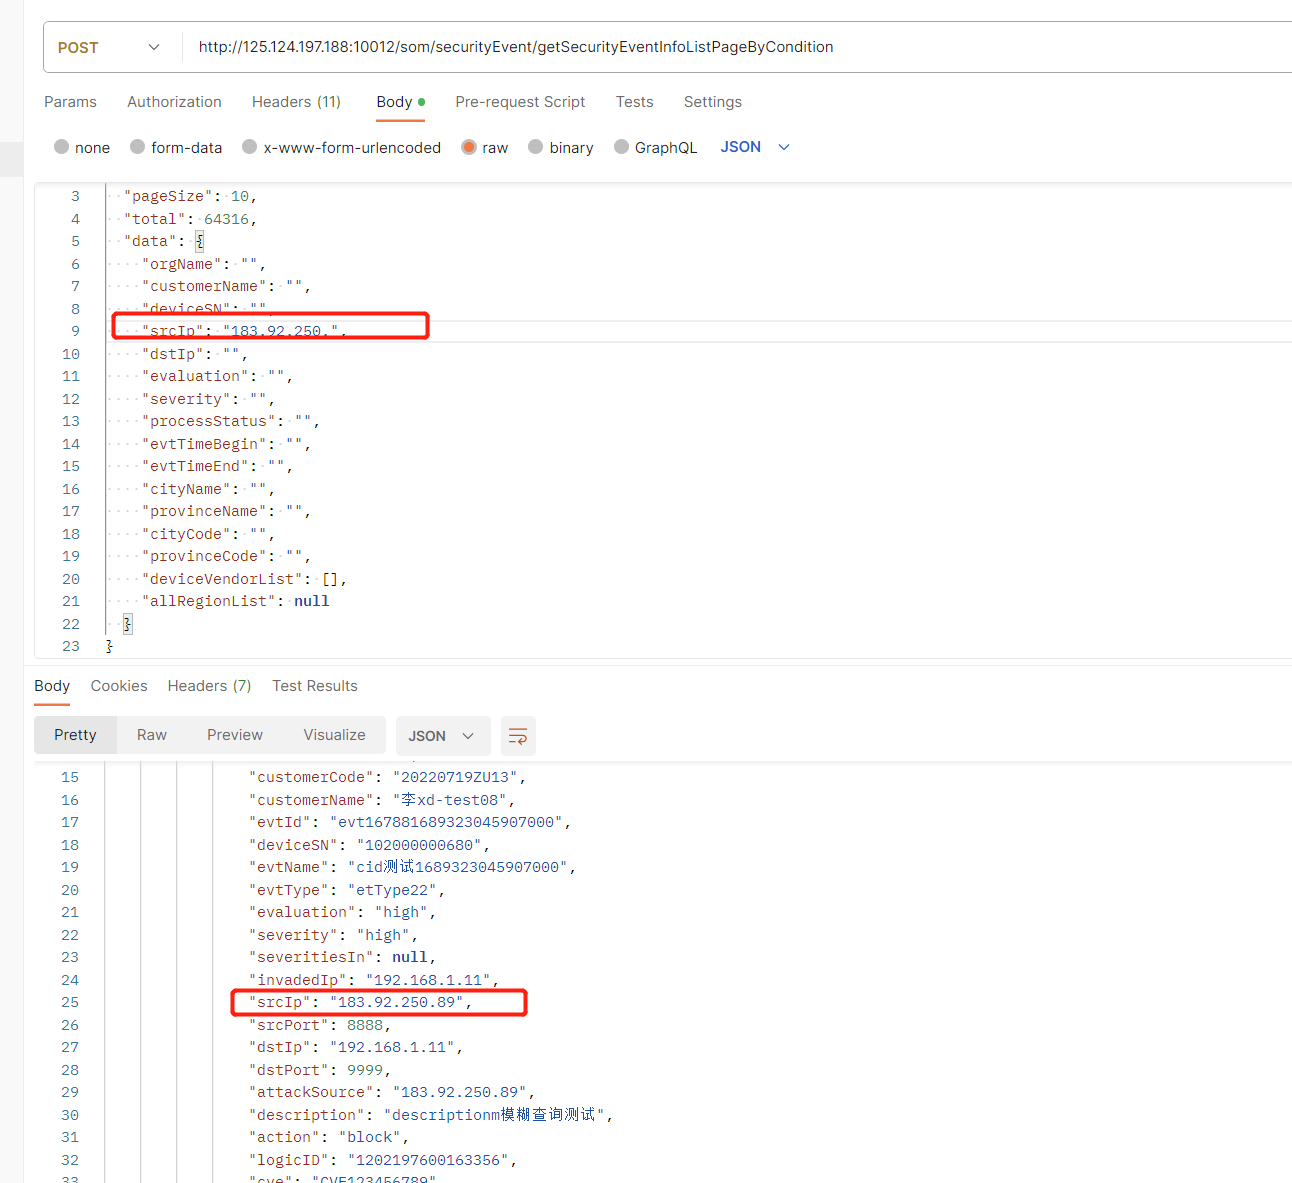 POST http://125.124.197.188:10012/som/securityEvent/getSecurityEventInfoListPageByCondition
Params Authorization Headers (11) Body Pre-request Script Tests Settings
none form-data x-www-form-urlencoded raw binary GraphQL JSON
3 "pageSize": 10,
4 "total": 64316,
5 "data": {
6 "orgName": "",
7 "customerName": "",
8 "deviceSN": "",
9 "srcIp": "183.92.250.",
10 "dstIp": "",
11 "evaluation": "",
12 "severity": "",
13 "processStatus": "",
14 "evtTimeBegin": "",
15 "evtTimeEnd": "",
16 "cityName": "",
17 "provinceName": "",
18 "cityCode": "",
19 "provinceCode": "",
20 "deviceVendorList": [],
21 "allRegionList": null
22 }
23 }
Body Cookies Headers (7) Test Results
Pretty Raw Preview Visualize JSON
15 "customerCode": "20220719ZU13",
16 "customerName": "李xd-test08",
17 "evtId": "evt167881689323045907000",
18 "deviceSN": "102000000680",
19 "evtName": "cid测试1689323045907000",
20 "evtType": "etType22",
21 "evaluation": "high",
22 "severity": "high",
23 "severitiesIn": null,
24 "invadedIp": "192.168.1.11",
25 "srcIp": "183.92.250.89",
26 "srcPort": 8888,
27 "dstIp": "192.168.1.11",
28 "dstPort": 9999,
29 "attackSource": "183.92.250.89",
30 "description": "descriptionm模糊查询测试",
31 "action": "block",
32 "logicID": "1202197600163356",
33 "cve": "CVE123456789"